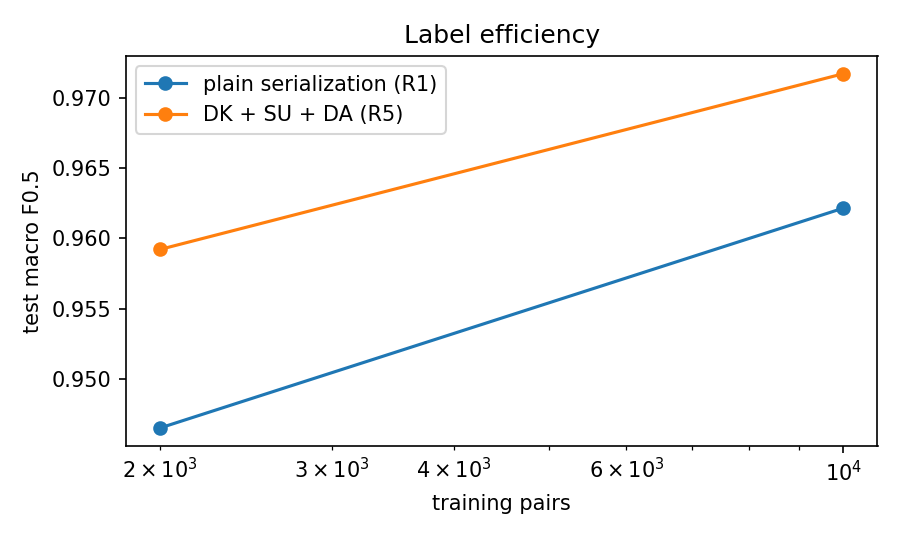 Label efficiency
plain serialization (R1)
DK + SU + DA (R5)
0.970
0.965
0.960
0.955
0.950
test macro F0.5
2 × 10³
3 × 10³
4 × 10³
6 × 10³
10⁴
training pairs